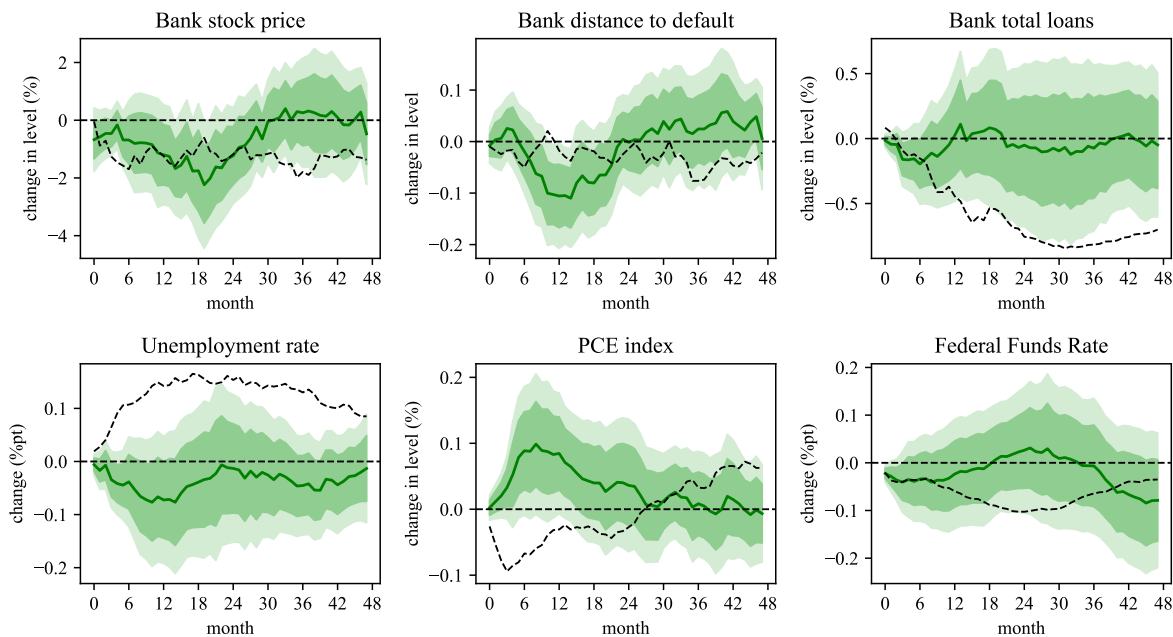 Bank stock price
change in level (%)
2
0
−2
−4
0 6 12 18 24 30 36 42 48
month
Bank distance to default
change in level
0.1
0.0
−0.1
−0.2
0 6 12 18 24 30 36 42 48
month
Bank total loans
change in level (%)
0.5
0.0
−0.5
0 6 12 18 24 30 36 42 48
month
Unemployment rate
change (%pt)
0.1
0.0
−0.1
−0.2
0 6 12 18 24 30 36 42 48
month
PCE index
change in level (%)
0.2
0.1
0.0
−0.1
0 6 12 18 24 30 36 42 48
month
Federal Funds Rate
change (%pt)
0.2
0.1
0.0
−0.1
−0.2
0 6 12 18 24 30 36 42 48
month